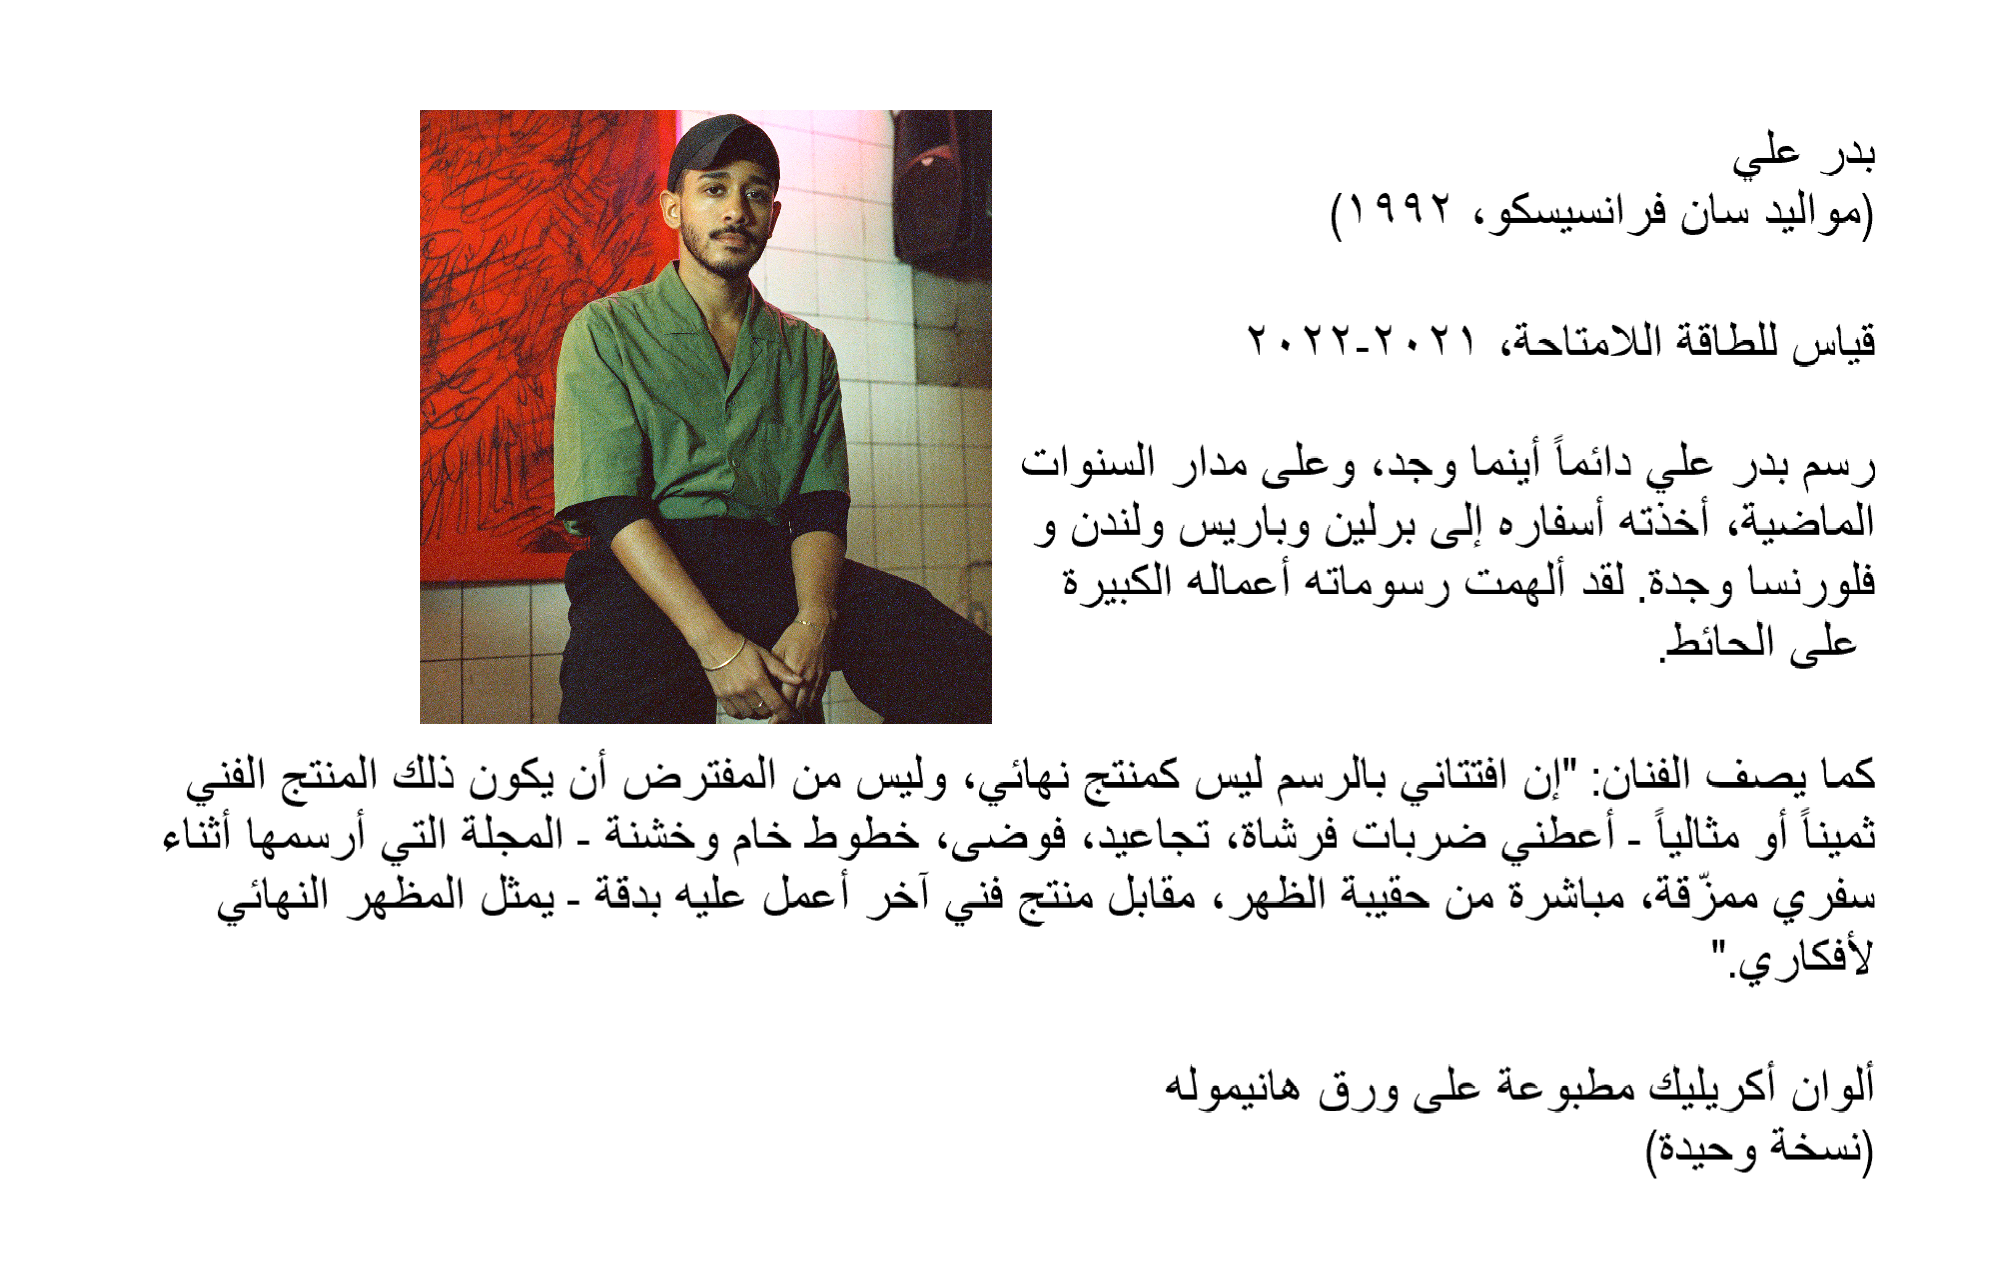 بدر علي
(مواليد سان فرانسيسكو، ١٩٩٢)
قياس للطاقة اللامتاحة، ٢٠٢١-٢٠٢٢
رسم بدر علي دائماً أينما وجد، وعلى مدار السنوات
الماضية، أخذته أسفاره إلى برلين وباريس ولندن و
فلورنسا وجدة. لقد ألهمت رسوماته أعماله الكبيرة
على الحائط.
كما يصف الفنان: "إن افتتاني بالرسم ليس كمنتج نهائي، وليس من المفترض أن يكون ذلك المنتج الفني
ثميناً أو مثالياً - أعطني ضربات فرشاة، تجاعيد، فوضى، خطوط خام وخشنة - المجلة التي أرسمها أثناء
سفري ممزّقة، مباشرة من حقيبة الظهر، مقابل منتج فني آخر أعمل عليه بدقة - يمثل المظهر النهائي
لأفكاري."
ألوان أكريليك مطبوعة على ورق هانيموله
(نسخة وحيدة)